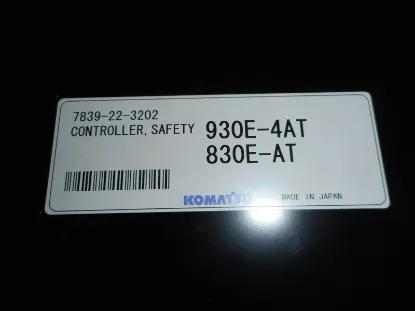 7839-22-3202
CONTROLLER, SAFETY 930E-4AT
830E-AT
KOMATSU MADE IN JAPAN